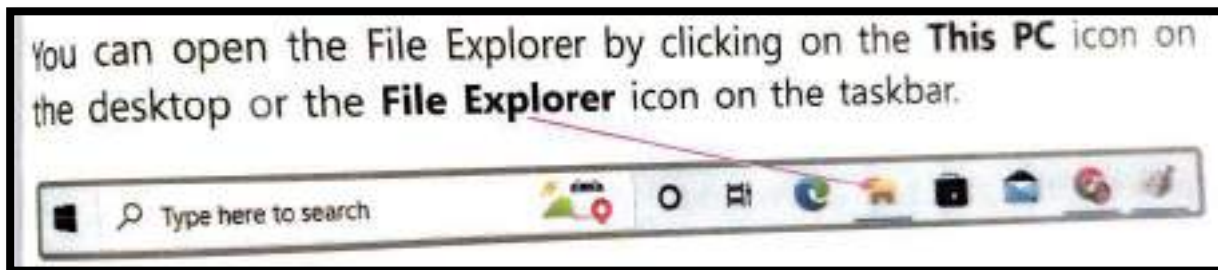 You can open the File Explorer by clicking on the This PC icon on
the desktop or the File Explorer icon on the taskbar.
Type here to search